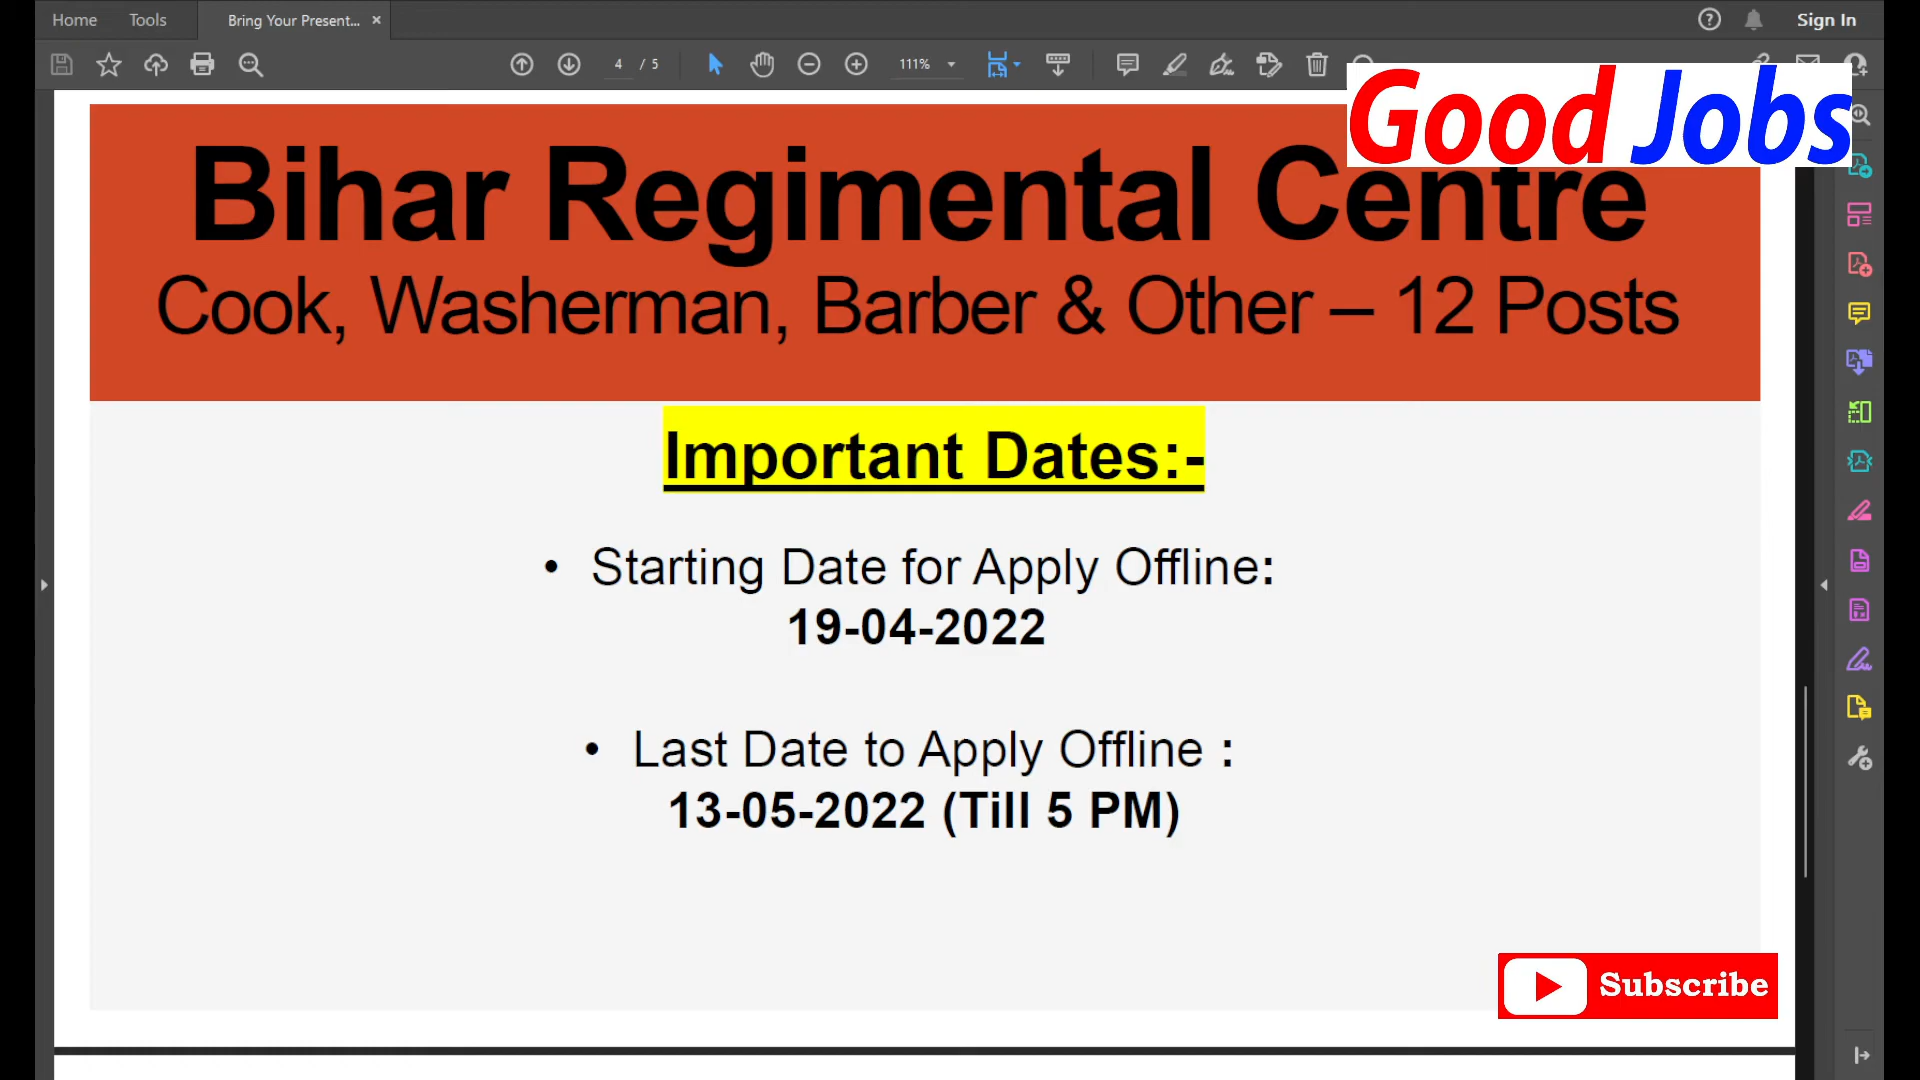 Home Tools Bring Your Present... × Sign In
4 / 5 111%
Good Jobs
Bihar Regimental Centre
Cook, Washerman, Barber & Other – 12 Posts
Important Dates:-
• Starting Date for Apply Offline:
19-04-2022
• Last Date to Apply Offline :
13-05-2022 (Till 5 PM)
Subscribe